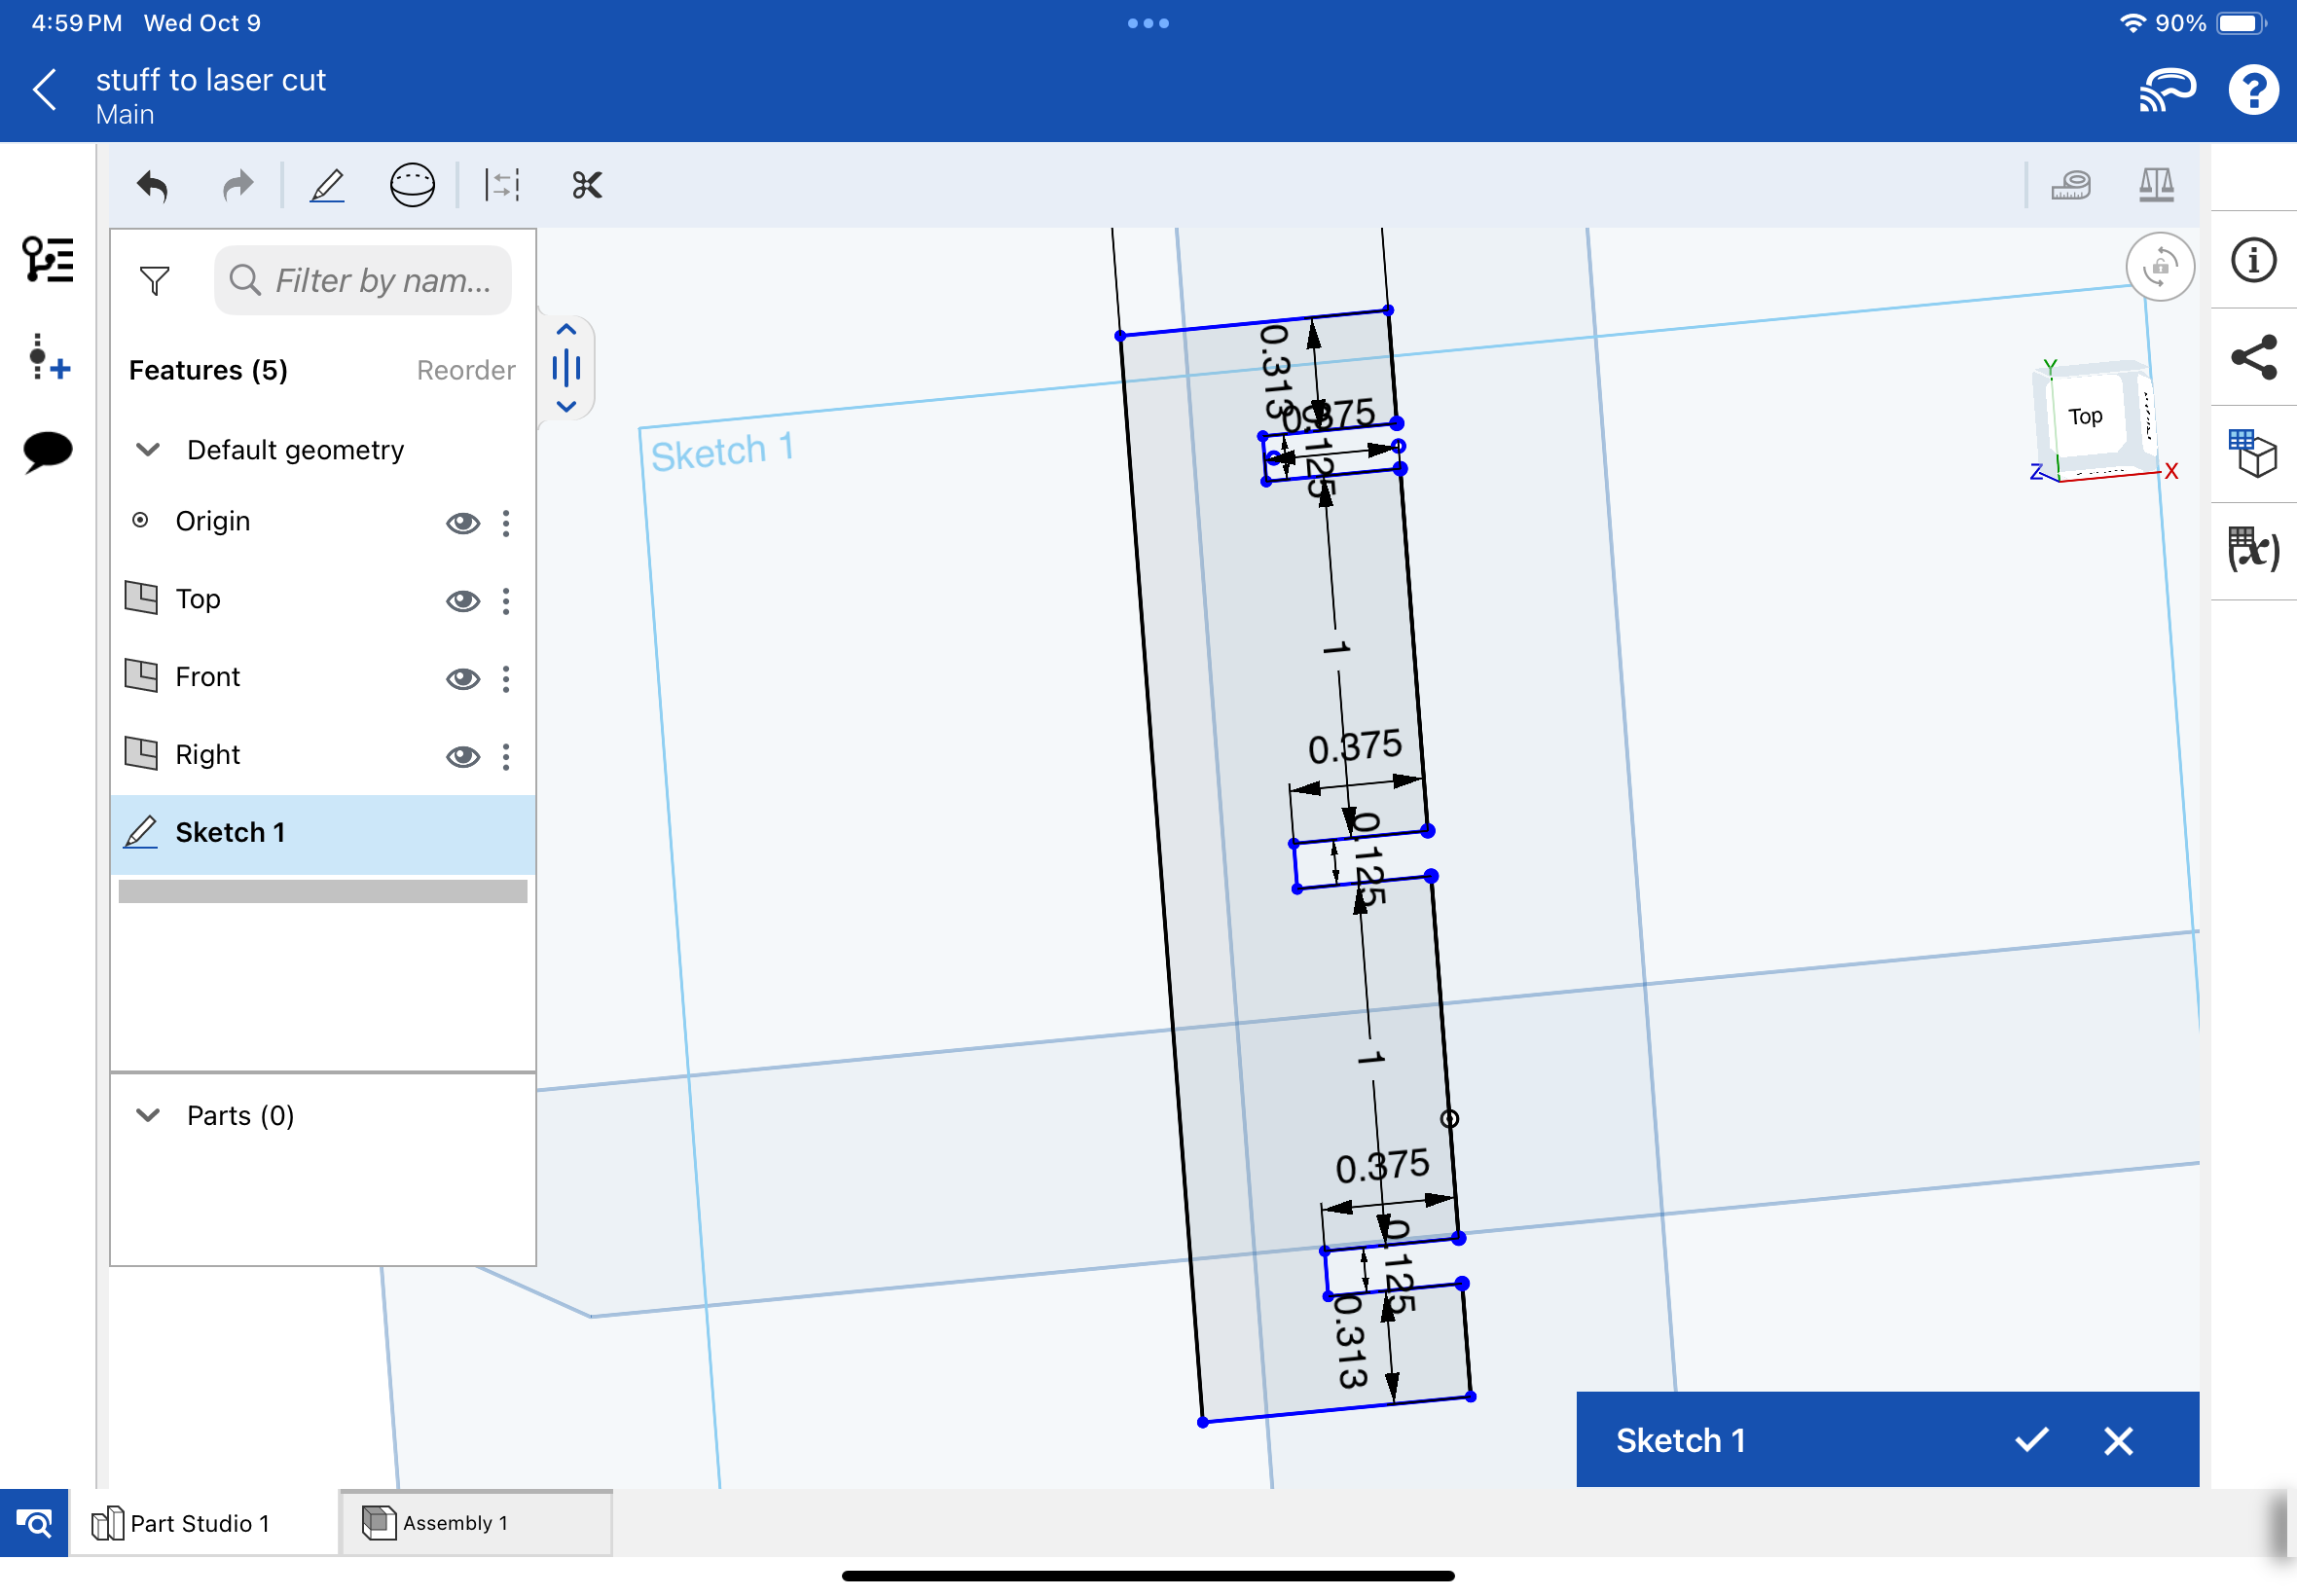 4:59 PM Wed Oct 9
90%
stuff to laser cut
Main
Filter by nam...
Features (5)
Reorder
Default geometry
Origin
Top
Front
Right
Sketch 1
Parts (0)
Sketch 1
0.313
0.375
0.125
1
0.375
0.125
1
0.375
0.125
0.313
Y
Top
Z
X
(x)
Sketch 1
Part Studio 1
Assembly 1